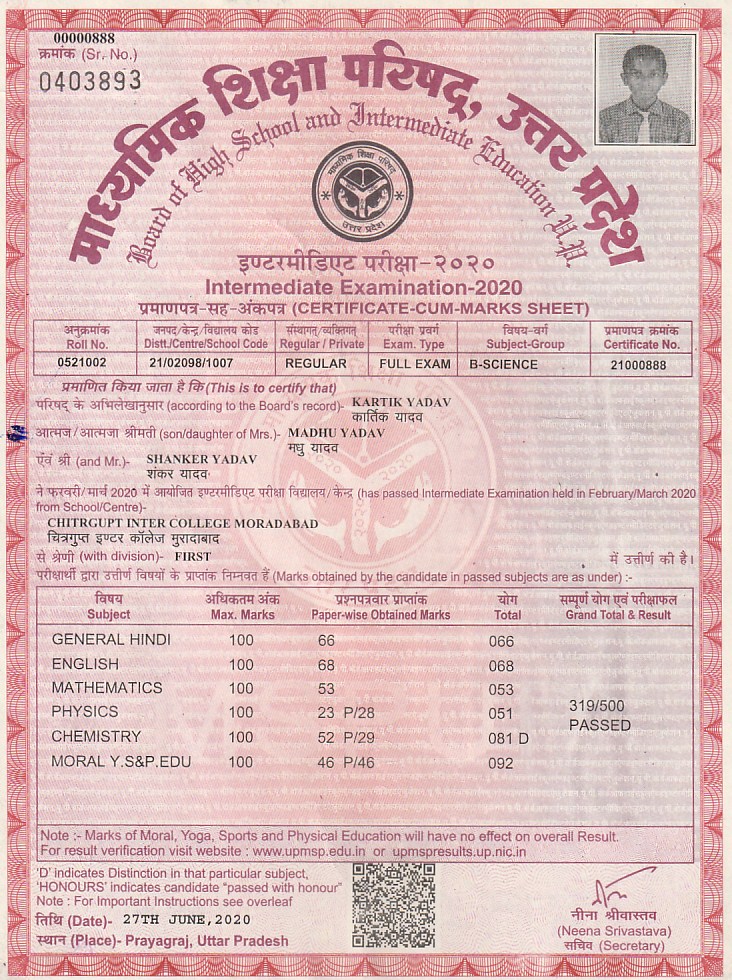 00000888
क्रमांक (Sr. No.)
0403893
माध्यमिक शिक्षा परिषद्, उत्तर प्रदेश
Board of High School and Intermediate Education U.P.
माध्यमिक शिक्षा परिषद्
उत्तर प्रदेश
इण्टरमीडिएट परीक्षा-२०२०
Intermediate Examination-2020
प्रमाणपत्र-सह-अंकपत्र (CERTIFICATE-CUM-MARKS SHEET)
अनुक्रमांक जनपद/केन्द्र/विद्यालय कोड संस्थागत/व्यक्तिगत् परीक्षा प्रवर्ग विषय-वर्ग प्रमाणपत्र क्रमांक
Roll No. Distt./Centre/School Code Regular / Private Exam. Type Subject-Group Certificate No.
0521002 21/02098/1007 REGULAR FULL EXAM B-SCIENCE 21000888
प्रमाणित किया जाता है कि (This is to certify that)
परिषद् के अभिलेखानुसार (according to the Board's record)- KARTIK YADAV
कार्तिक यादव
आत्मज/आत्मजा श्रीमती (son/daughter of Mrs.)- MADHU YADAV
मधु यादव
एंवं श्री (and Mr.)- SHANKER YADAV
शंकर यादव
ने फरवरी/मार्च 2020 में आयोजित इण्टरमीडिएट परीक्षा विद्यालय/केन्द्र (has passed Intermediate Examination held in February/March 2020
from School/Centre)-
CHITRGUPT INTER COLLEGE MORADABAD
चित्रगुप्त इण्टर कॉलेज मुरादाबाद
से श्रेणी (with division)- FIRST में उत्तीर्ण की है।
परीक्षार्थी द्वारा उत्तीर्ण विषयों के प्राप्तांक निम्नवत हैं (Marks obtained by the candidate in passed subjects are as under) :-
विषय अधिकतम अंक प्रश्नपत्रवार प्राप्तांक योग सम्पूर्ण योग एवं परीक्षाफल
Subject Max. Marks Paper-wise Obtained Marks Total Grand Total & Result
GENERAL HINDI 100 66 066
ENGLISH 100 68 068
MATHEMATICS 100 53 053
PHYSICS 100 23 P/28 051 319/500
PASSED
CHEMISTRY 100 52 P/29 081 D
MORAL Y.S&P.EDU 100 46 P/46 092
Note :- Marks of Moral, Yoga, Sports and Physical Education will have no effect on overall Result.
For result verification visit website : www.upmsp.edu.in or upmspresults.up.nic.in
'D' indicates Distinction in that particular subject,
'HONOURS' indicates candidate "passed with honour"
Note : For Important Instructions see overleaf
तिथि (Date)- 27TH JUNE,2020
स्थान (Place)- Prayagraj, Uttar Pradesh
नीना श्रीवास्तव
(Neena Srivastava)
सचिव (Secretary)